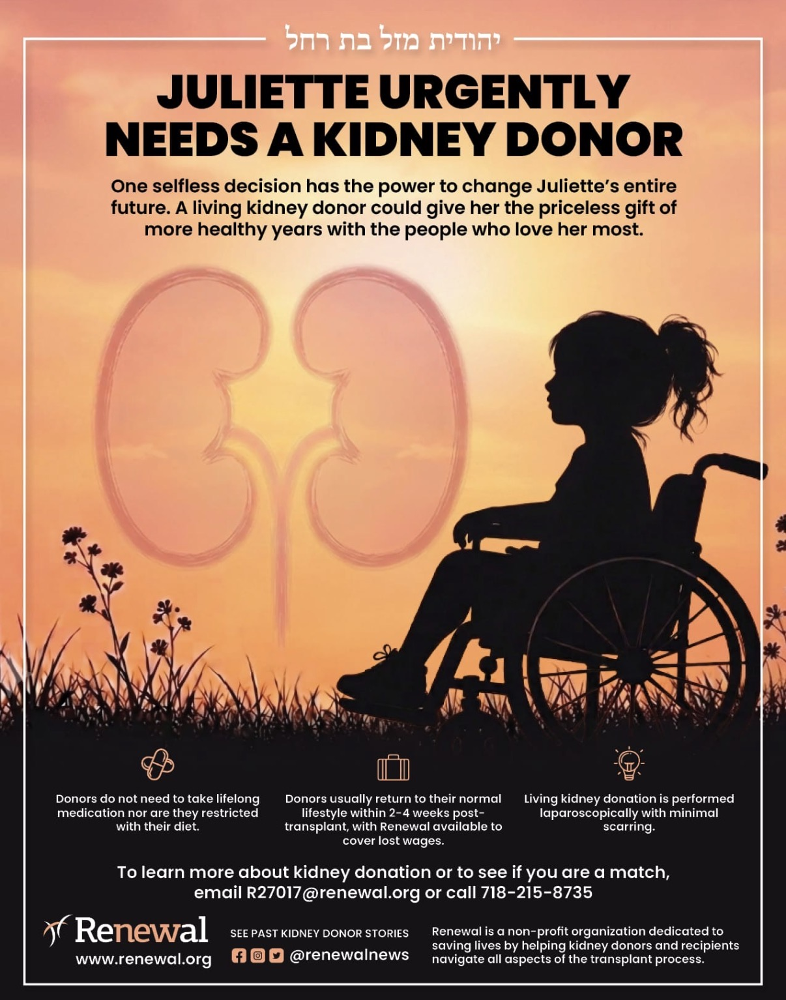 יהודית מזל בת רחל
JULIETTE URGENTLY
NEEDS A KIDNEY DONOR
One selfless decision has the power to change Juliette's entire
future. A living kidney donor could give her the priceless gift of
more healthy years with the people who love her most.
Donors do not need to take lifelong
medication nor are they restricted
with their diet.
Donors usually return to their normal
lifestyle within 2-4 weeks post-
transplant, with Renewal available to
cover lost wages.
Living kidney donation is performed
laparoscopically with minimal
scarring.
To learn more about kidney donation or to see if you are a match,
email R27017@renewal.org or call 718-215-8735
Renewal
www.renewal.org
SEE PAST KIDNEY DONOR STORIES
@renewalnews
Renewal is a non-profit organization dedicated to
saving lives by helping kidney donors and recipients
navigate all aspects of the transplant process.